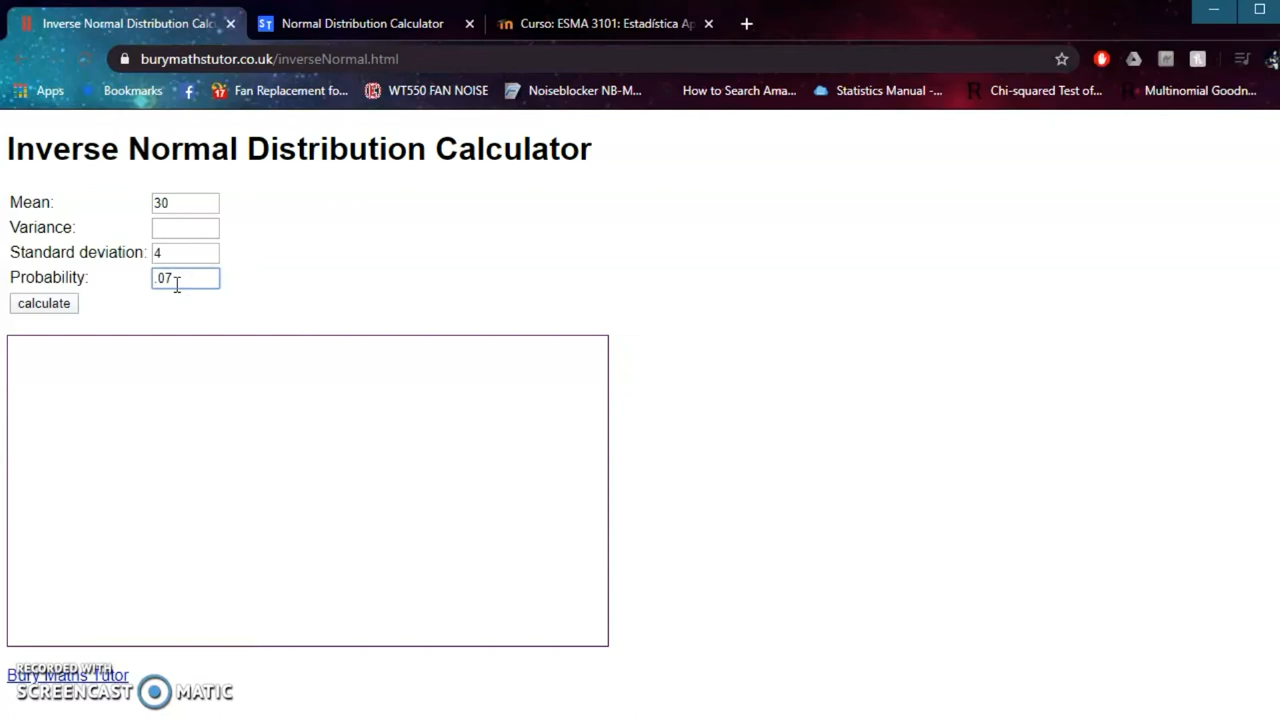 Inverse Normal Distribution Calc
ST Normal Distribution Calculator
Curso: ESMA 3101: Estadística Ap
burymathstutor.co.uk/inverseNormal.html
Apps Bookmarks Fan Replacement fo... WT550 FAN NOISE Noiseblocker NB-M... How to Search Ama... Statistics Manual -... Chi-squared Test of... Multinomial Goodn...
Inverse Normal Distribution Calculator
Mean: 30
Variance:
Standard deviation: 4
Probability: .07
calculate
Bury Maths Tutor
RECORDED WITH
SCREENCAST MATIC